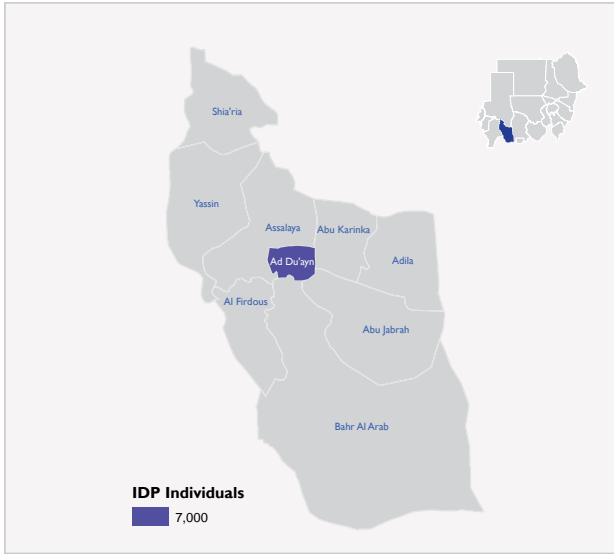 Shia'ria
Yassin
Assalaya
Abu Karinka
Ad Du'ayn
Adila
Al Firdous
Abu Jabrah
Bahr Al Arab
IDP Individuals
7,000